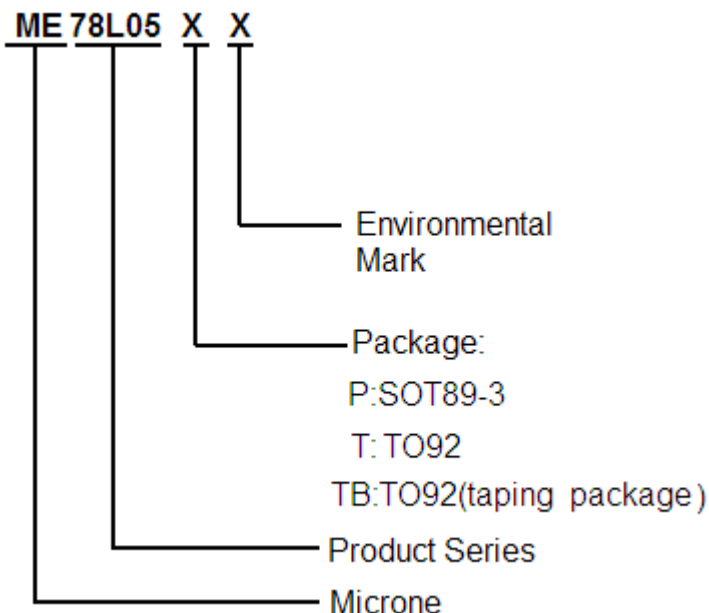 ME 78L05 X X
Environmental
Mark
Package:
P:SOT89-3
T: TO92
TB:TO92(taping package)
Product Series
Microne